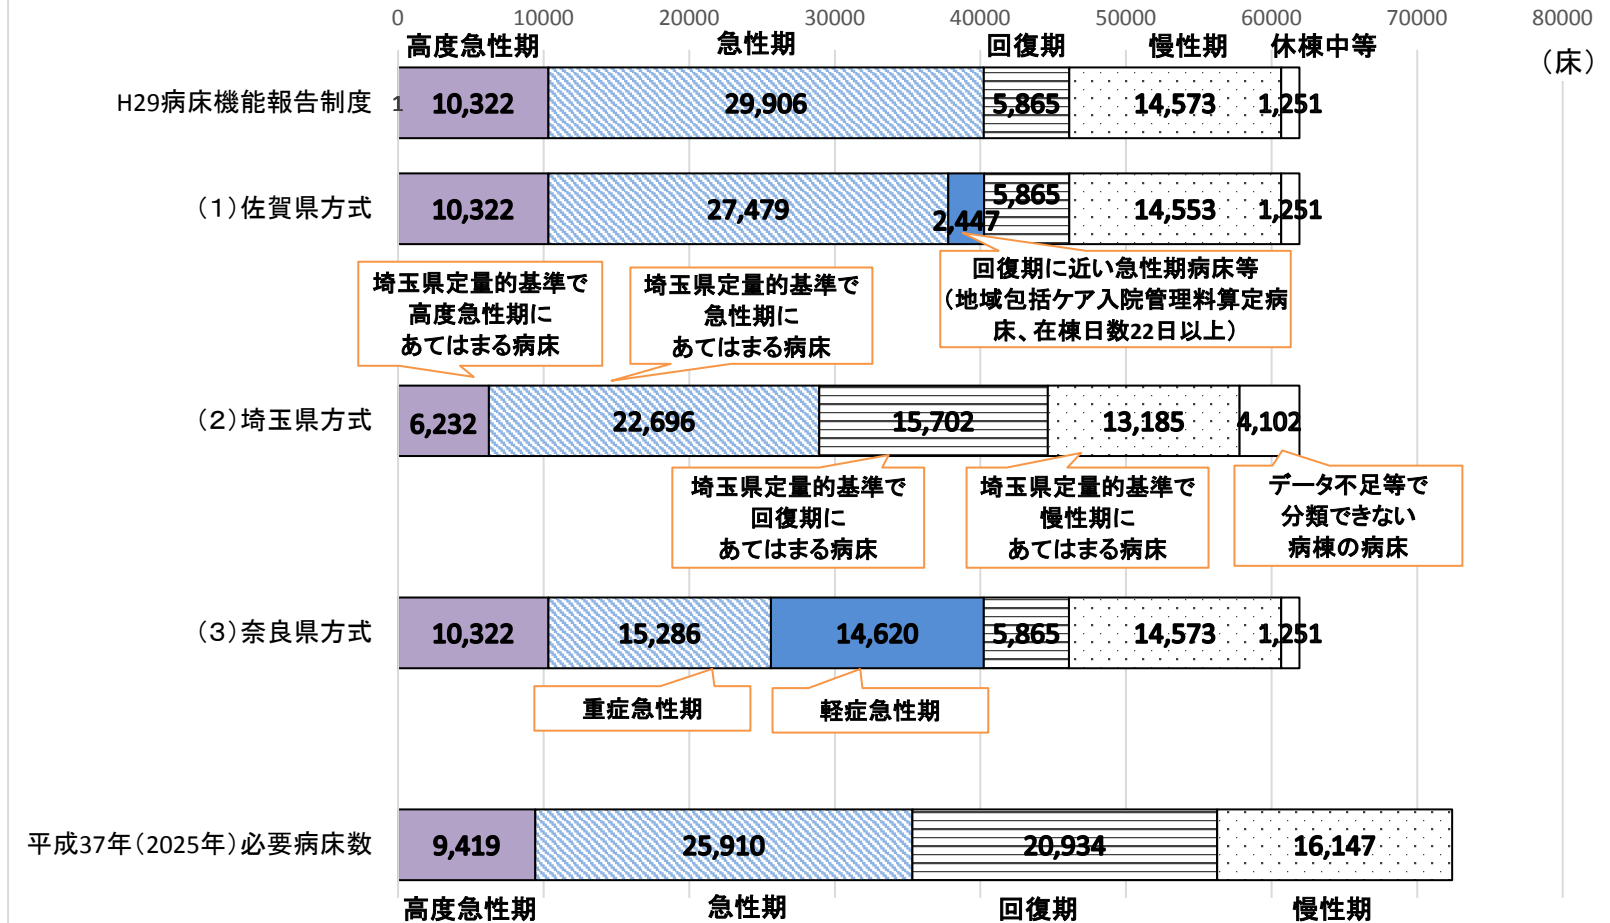 0 10000 20000 30000 40000 50000 60000 70000 80000
高度急性期 急性期 回復期 慢性期 休棟中等
（床）
H29病床機能報告制度 1 10,322 29,906 5,865 14,573 1,251
（1）佐賀県方式 10,322 27,479 2,447 5,865 14,553 1,251
回復期に近い急性期病床等
（地域包括ケア入院管理料算定病
床、在棟日数22日以上）
埼玉県定量的基準で
高度急性期に
あてはまる病床
埼玉県定量的基準で
急性期に
あてはまる病床
（2）埼玉県方式 6,232 22,696 15,702 13,185 4,102
埼玉県定量的基準で
回復期に
あてはまる病床
埼玉県定量的基準で
慢性期に
あてはまる病床
データ不足等で
分類できない
病棟の病床
（3）奈良県方式 10,322 15,286 14,620 5,865 14,573 1,251
重症急性期
軽症急性期
平成37年（2025年）必要病床数 9,419 25,910 20,934 16,147
高度急性期 急性期 回復期 慢性期